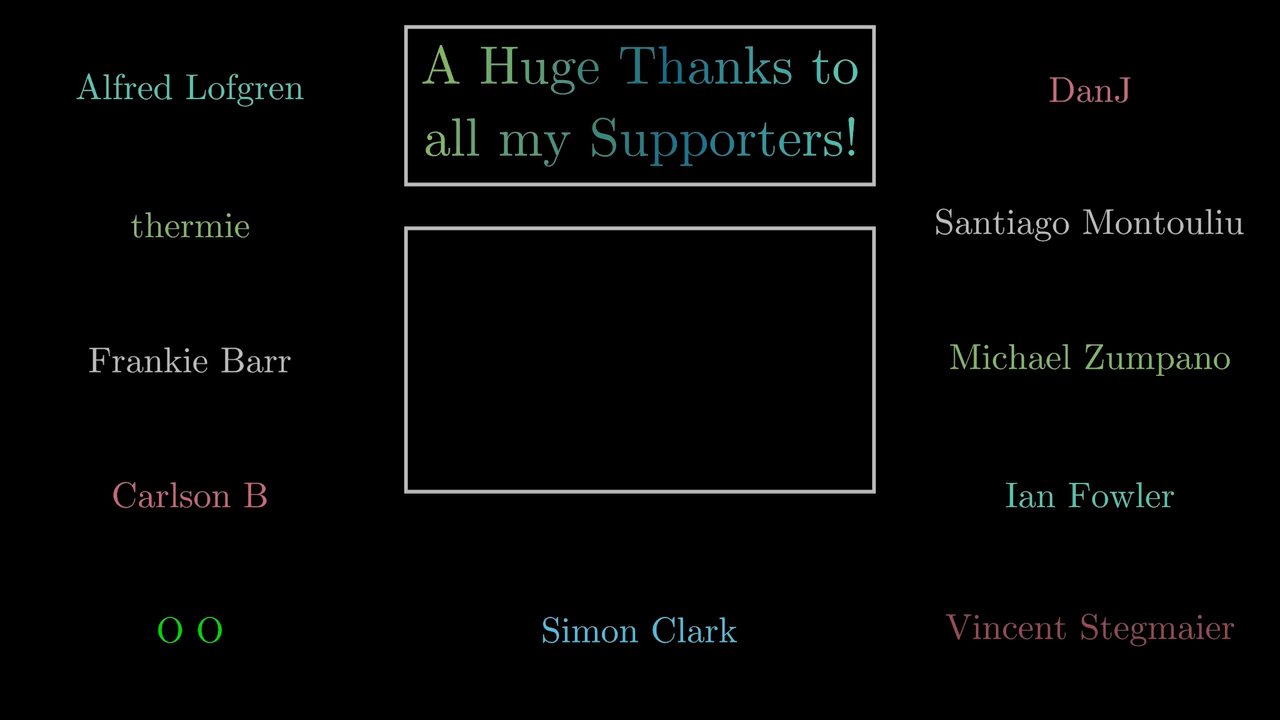 A Huge Thanks to
all my Supporters!
Alfred Lofgren
DanJ
thermie
Santiago Montouliu
Frankie Barr
Michael Zumpano
Carlson B
Ian Fowler
O O
Simon Clark
Vincent Stegmaier